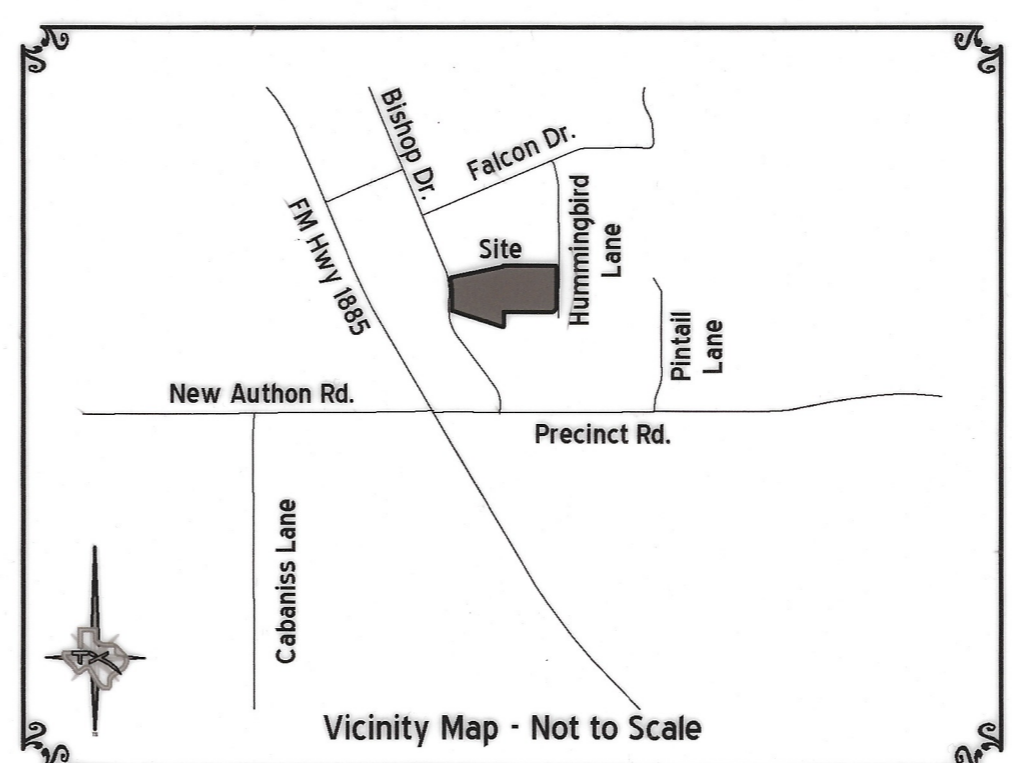 Bishop Dr.
Falcon Dr.
FM Hwy 1885
Site
Hummingbird
Lane
Pintail
Lane
New Authon Rd.
Precinct Rd.
Cabaniss Lane
TX
Vicinity Map - Not to Scale